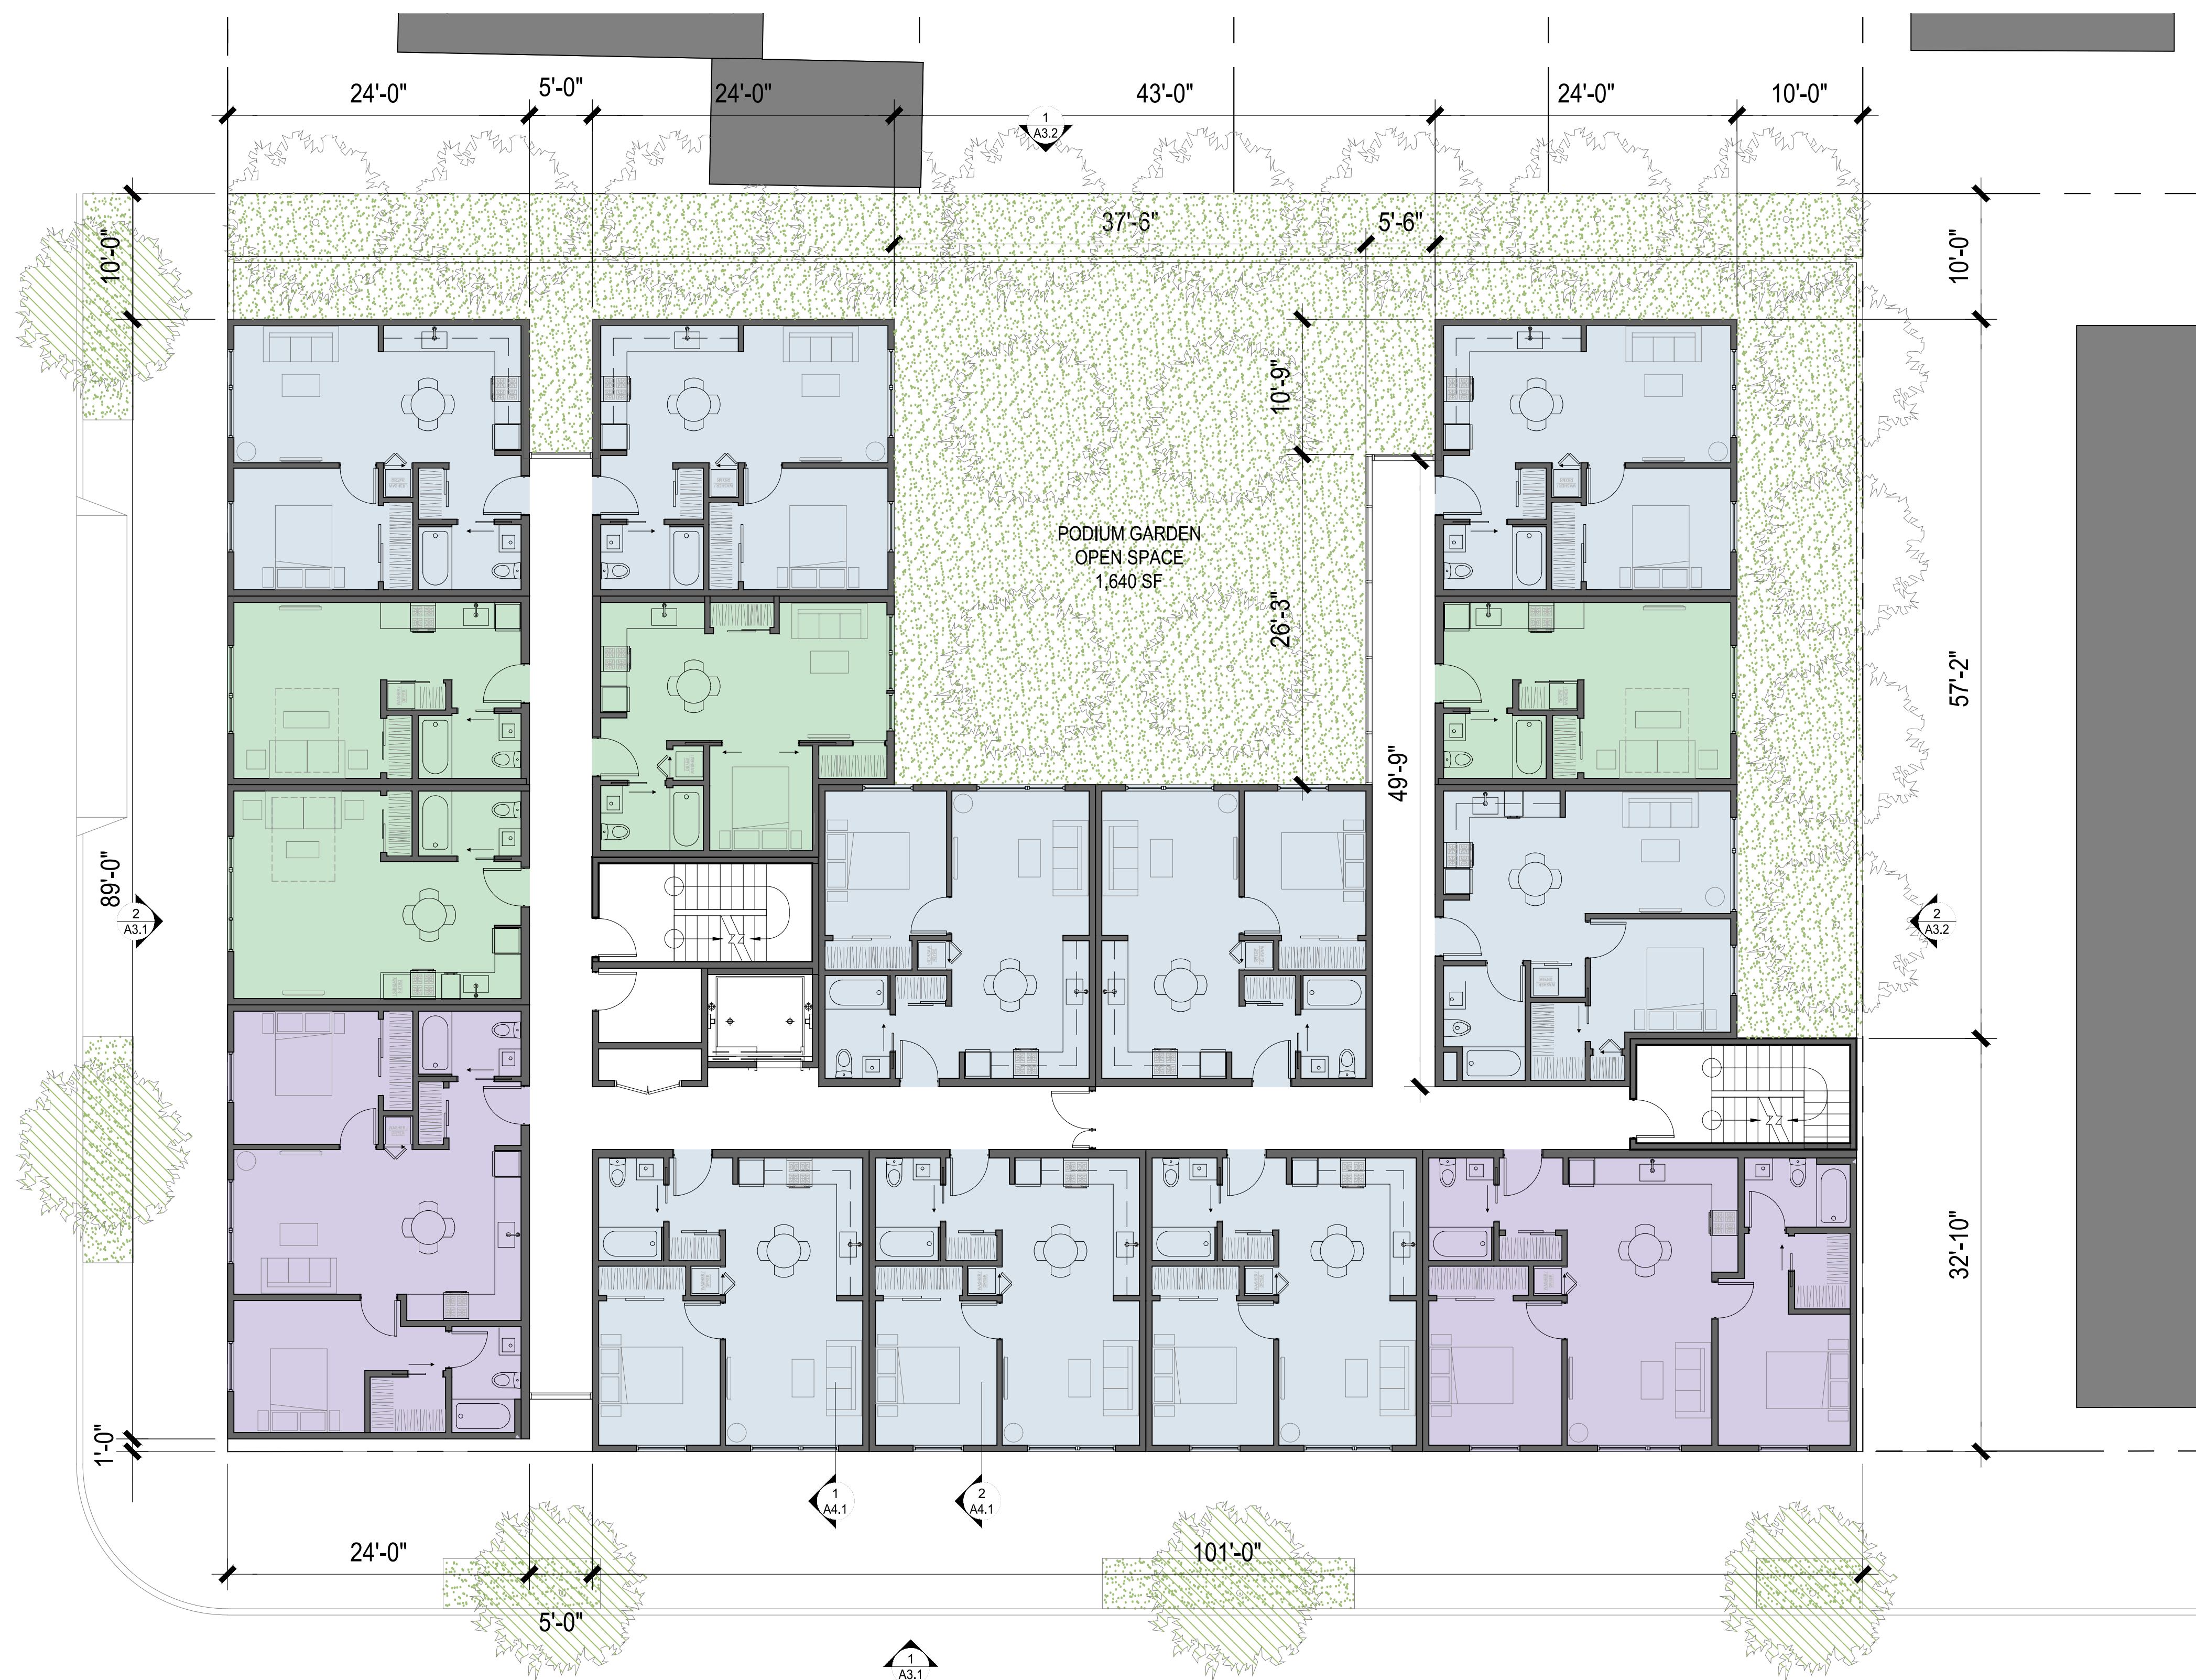 24'-0"
5'-0"
24'-0"
43'-0"
24'-0"
10'-0"
1
A3.2
37'-6"
5'-6"
10'-0"
10'-0"
10'-9"
PODIUM GARDEN
OPEN SPACE
1,640 SF
26'-3"
57'-2"
49'-9"
89'-0"
2
A3.1
2
A3.2
32'-10"
1'-0"
1
A4.1
2
A4.1
24'-0"
101'-0"
5'-0"
1
A3.1